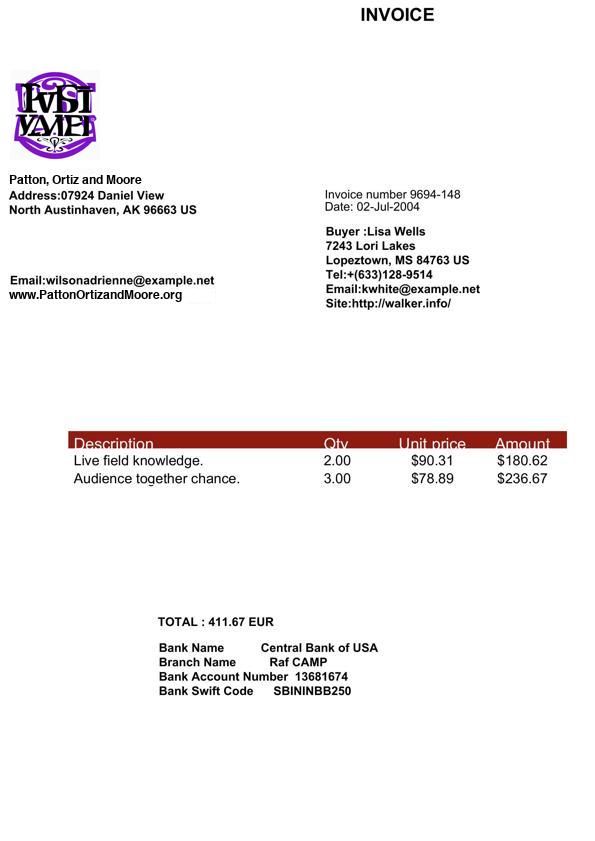 INVOICE
Patton, Ortiz and Moore
Address:07924 Daniel View
North Austinhaven, AK 96663 US
Email:wilsonadrienne@example.net
www.PattonOrtizandMoore.org
Invoice number 9694-148
Date: 02-Jul-2004
Buyer :Lisa Wells
7243 Lori Lakes
Lopeztown, MS 84763 US
Tel:+(633)128-9514
Email:kwhite@example.net
Site:http://walker.info/
Description Qty Unit price Amount
Live field knowledge. 2.00 $90.31 $180.62
Audience together chance. 3.00 $78.89 $236.67
TOTAL : 411.67 EUR
Bank Name Central Bank of USA
Branch Name Raf CAMP
Bank Account Number 13681674
Bank Swift Code SBININBB250